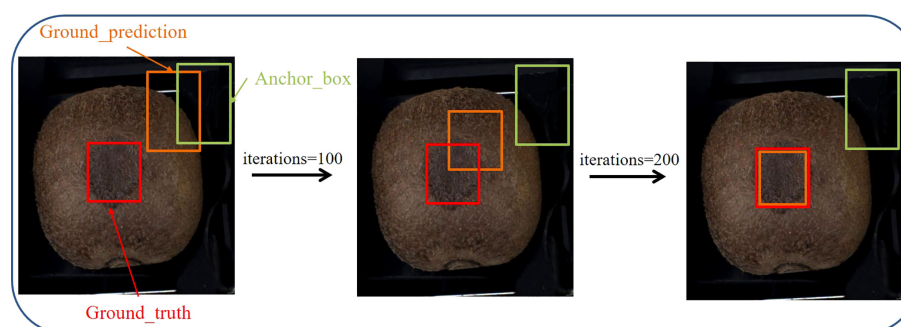 Ground_prediction
Anchor_box
iterations=100
iterations=200
Ground_truth